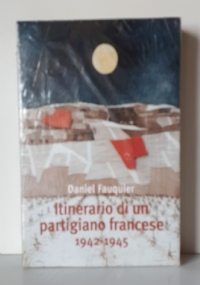 Daniel Fauquier
Itinerario di un
partigiano francese
1942-1945